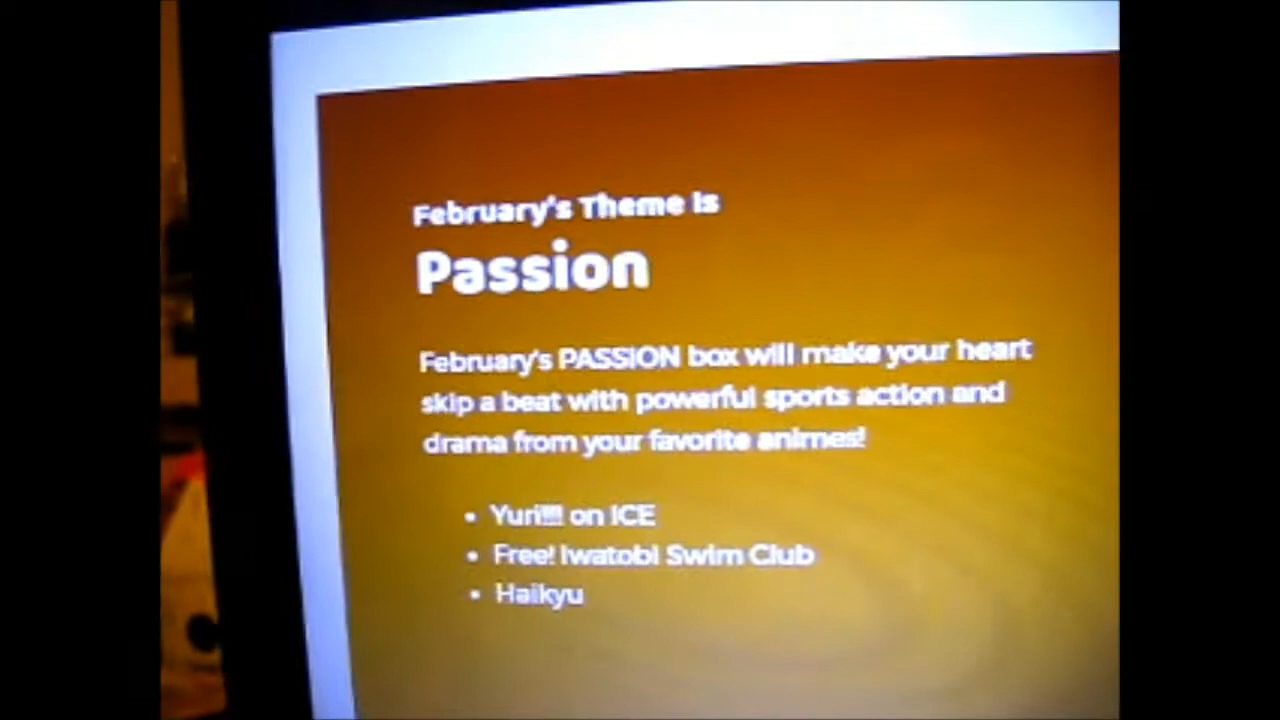 February's Theme is
Passion
February's PASSION box will make your heart
skip a beat with powerful sports action and
drama from your favorite animes!
• Yuri!!! on ICE
• Free! Iwatobi Swim Club
• Haikyu